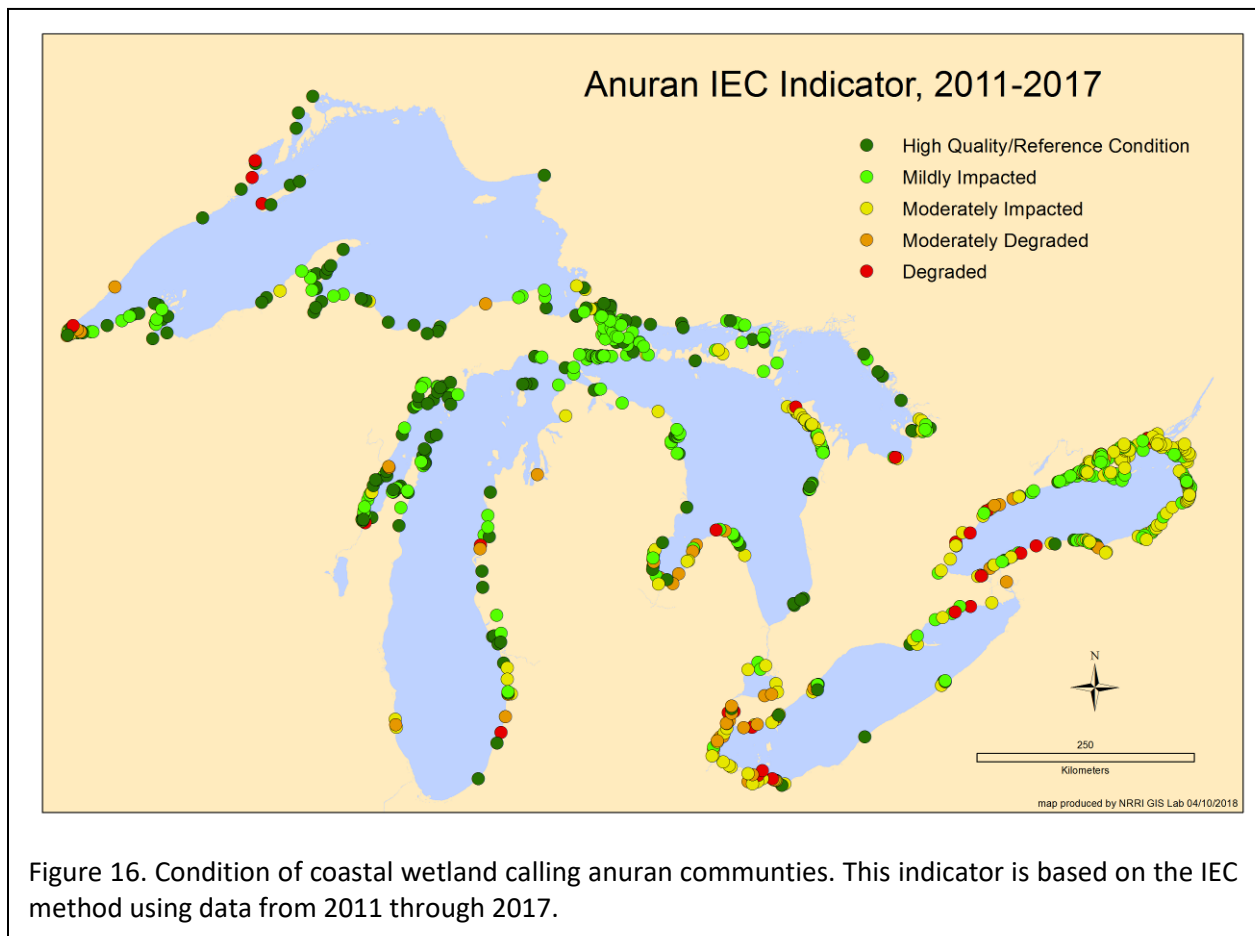 Anuran IEC Indicator, 2011-2017
High Quality/Reference Condition
Mildly Impacted
Moderately Impacted
Moderately Degraded
Degraded
N
250
Kilometers
map produced by NRRI GIS Lab 04/10/2018
Figure 16. Condition of coastal wetland calling anuran communties. This indicator is based on the IEC
method using data from 2011 through 2017.